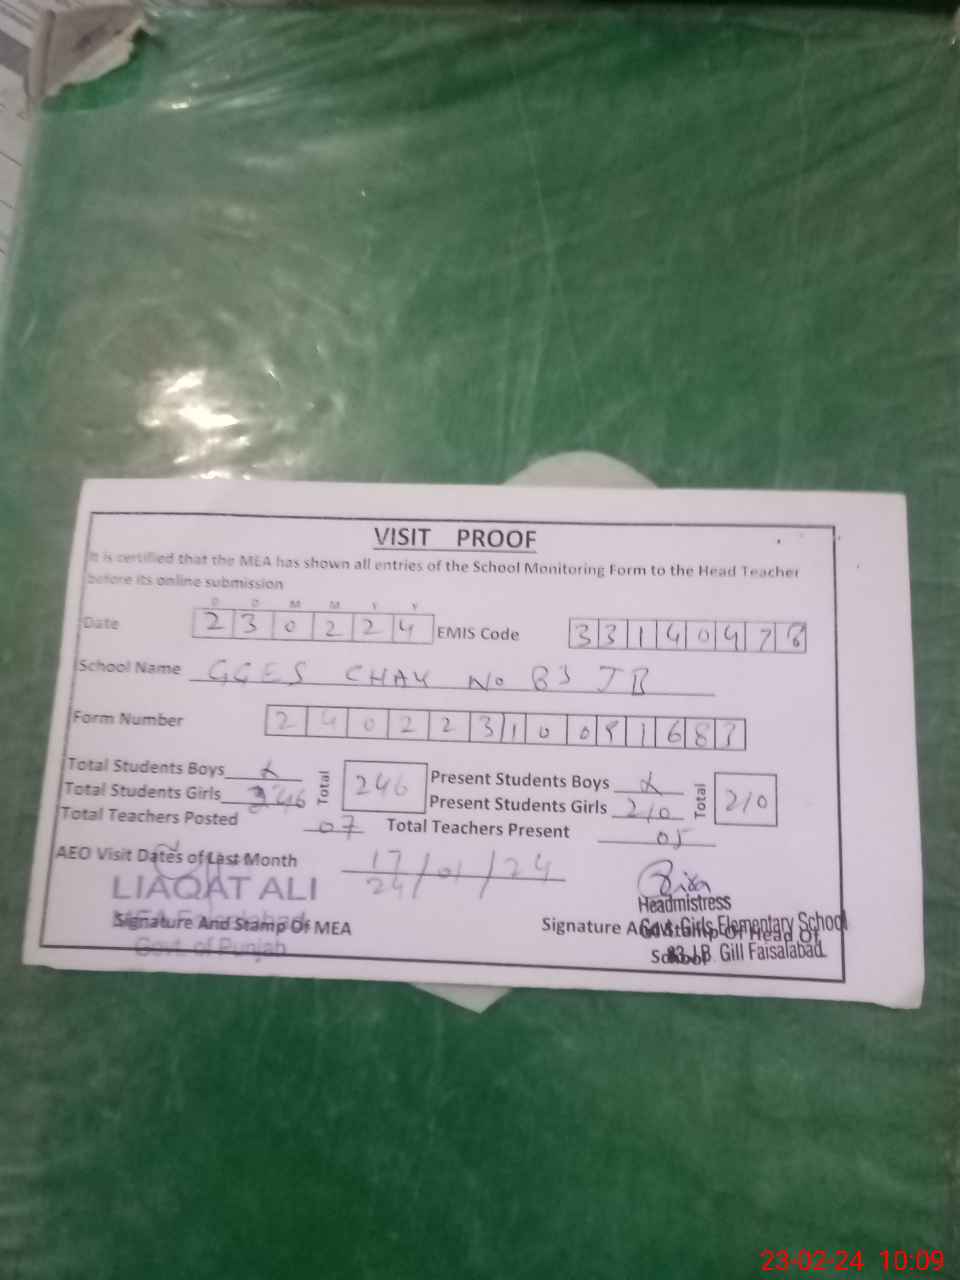 VISIT PROOF
It is certified that the MEA has shown all entries of the School Monitoring Form to the Head Teacher
before its online submission
D D M M Y Y
Date 2 3 0 2 2 4 EMIS Code 3 3 1 4 0 4 7 8
School Name GGES CHAK No 83 JB
Form Number 2 4 0 2 2 3 1 0 0 9 1 6 8 3
Total Students Boys Total 246 Present Students Boys Total 210
Total Students Girls 246 Present Students Girls 210
Total Teachers Posted 07 Total Teachers Present 05
AEO Visit Dates of Last Month 17/01/24
24
LIAQAT ALI
Signature And Stamp Of MEA
Govt. of Punjab
Headmistress
Signature And Stamp Of Head Of
School
Govt. Girls Elementary School
83 J.B Gill Faisalabad.
23-02-24 10:09